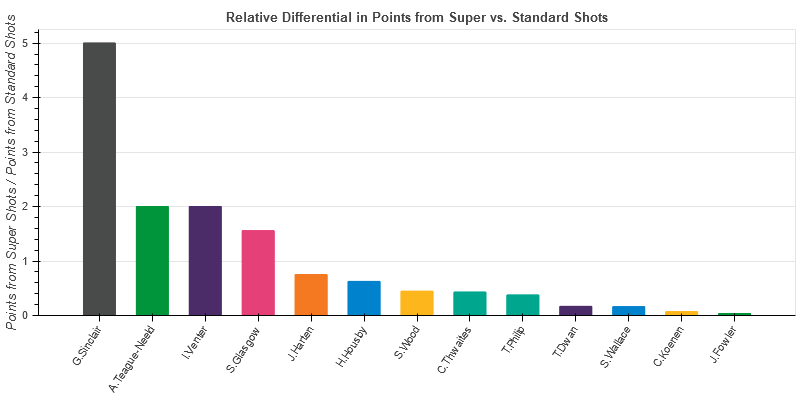 Relative Differential in Points from Super vs. Standard Shots
Points from Super Shots / Points from Standard Shots
5
4
3
2
1
0
G.Sinclair
A.Teague-Neeld
I.Venter
S.Glasgow
J.Harten
H.Housby
S.Wood
C.Thwaites
T.Philip
T.Dwan
S.Wallace
C.Koenen
J.Fowler